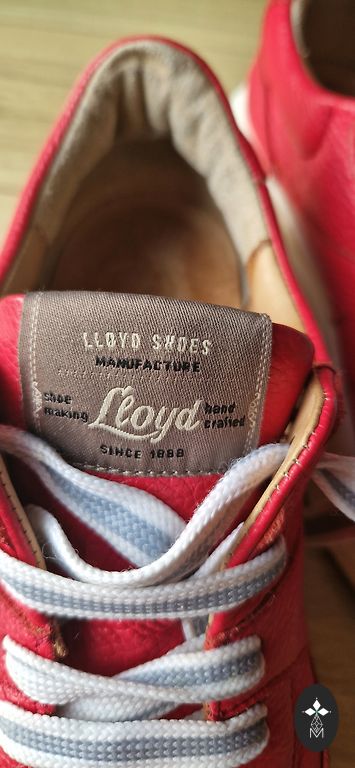 LLOYD SHOES
MANUFACTURE
shoe making
Lloyd
hand crafted
SINCE 1888